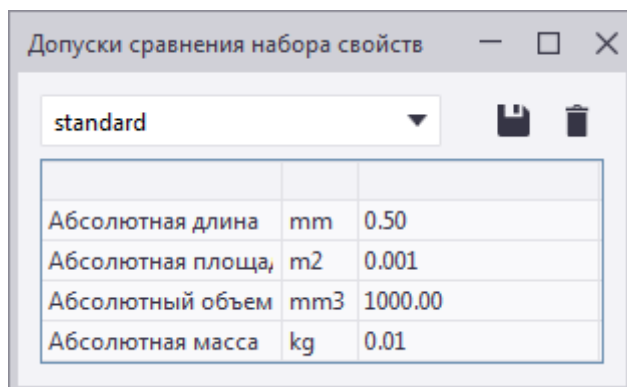 Допуски сравнения набора свойств
standard
Абсолютная длина mm 0.50
Абсолютная площад m2 0.001
Абсолютный объем mm3 1000.00
Абсолютная масса kg 0.01